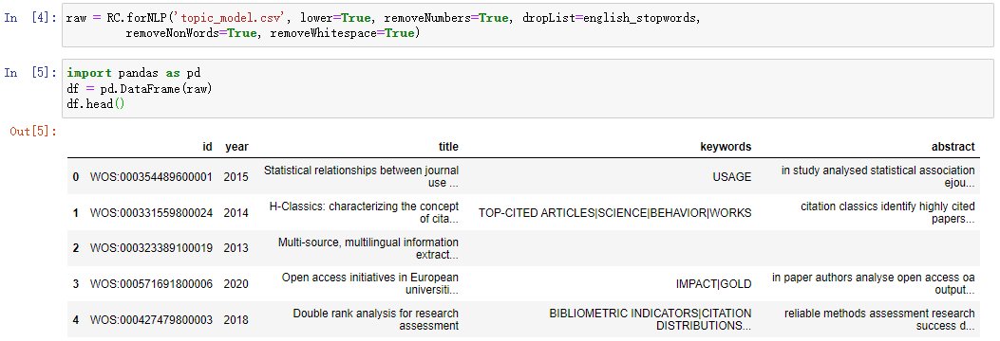 In [4]: raw = RC.forNLP('topic_model.csv', lower=True, removeNumbers=True, dropList=english_stopwords,
removeNonWords=True, removeWhitespace=True)
In [5]: import pandas as pd
df = pd.DataFrame(raw)
df.head()
Out[5]:
id year title keywords abstract
0 WOS:000354489600001 2015 Statistical relationships between journal use ... USAGE in study analysed statistical association ejou...
1 WOS:000331559800024 2014 H-Classics: characterizing the concept of cita... TOP-CITED ARTICLES|SCIENCE|BEHAVIOR|WORKS citation classics identify highly cited papers...
2 WOS:000323389100019 2013 Multi-source, multilingual information extract...
3 WOS:000571691800006 2020 Open access initiatives in European universiti... IMPACT|GOLD in paper authors analyse open access oa output...
4 WOS:000427479800003 2018 Double rank analysis for research assessment BIBLIOMETRIC INDICATORS|CITATION DISTRIBUTIONS... reliable methods assessment research success d...